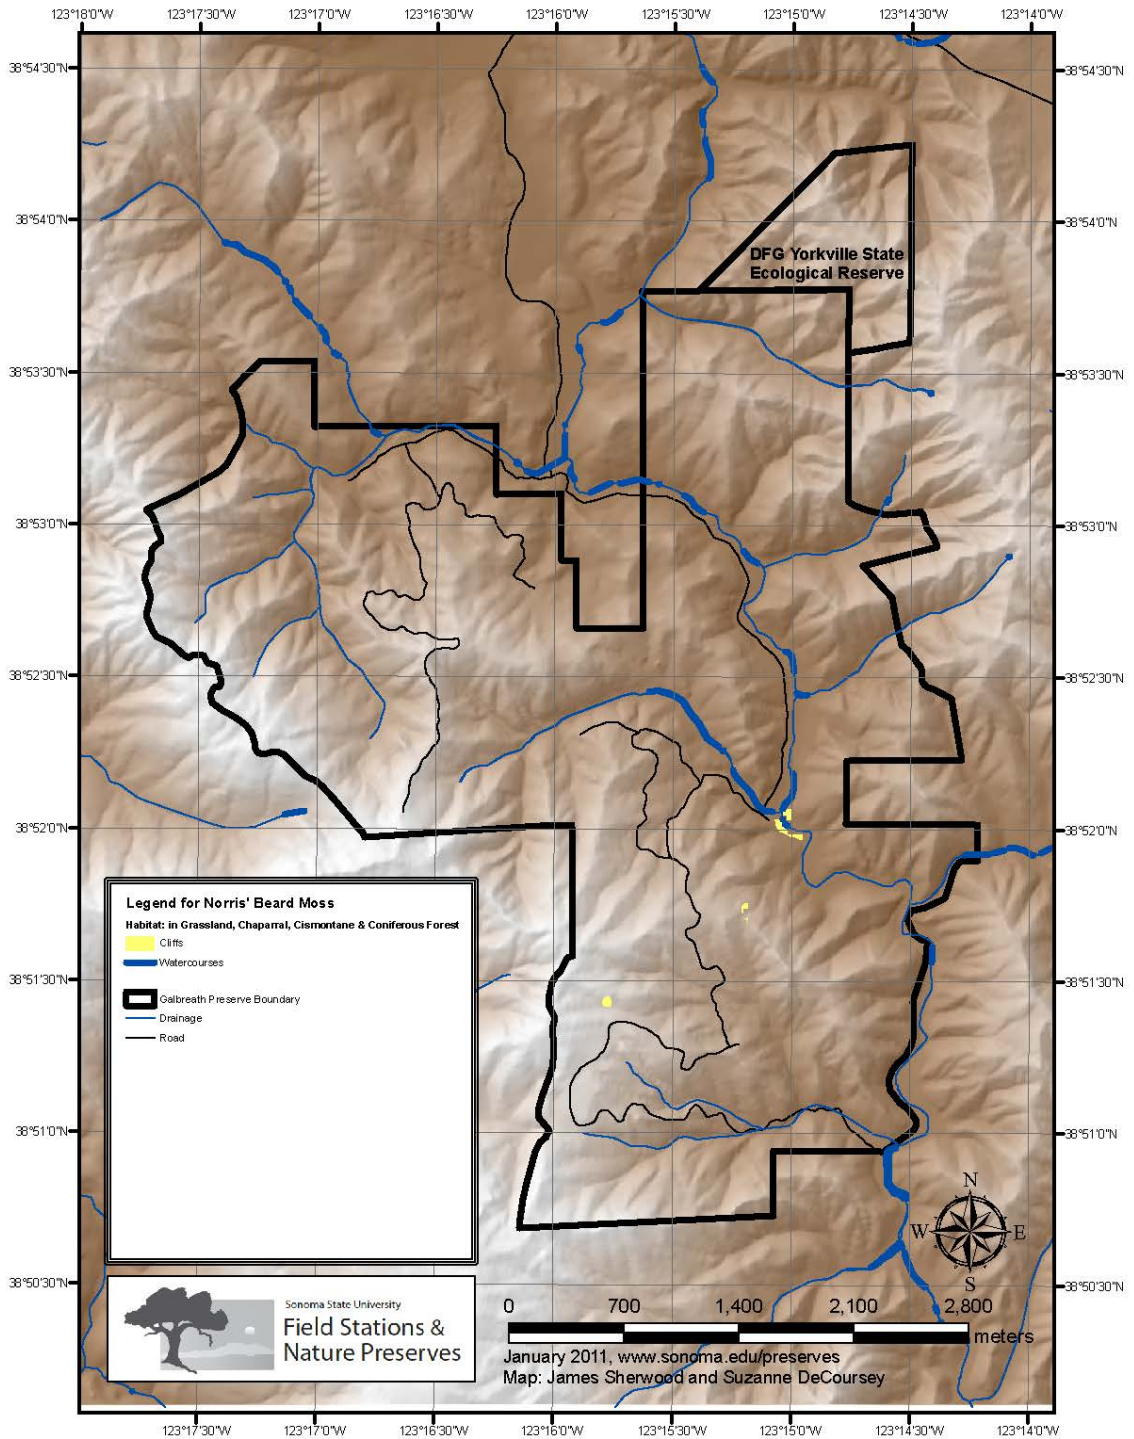 123°18'0"W 123°17'30"W 123°17'0"W 123°16'30"W 123°16'0"W 123°15'30"W 123°15'0"W 123°14'30"W 123°14'0"W
38°54'30"N 38°54'30"N
38°54'0"N 38°54'0"N
DFG Yorkville State
Ecological Reserve
38°53'30"N 38°53'30"N
38°53'0"N 38°53'0"N
38°52'30"N 38°52'30"N
38°52'0"N 38°52'0"N
Legend for Norris' Beard Moss
Habitat: in Grassland, Chaparral, Cismontane & Coniferous Forest
Cliffs
Watercourses
Galbreath Preserve Boundary
Drainage
Road
38°51'30"N 38°51'30"N
38°51'0"N 38°51'0"N
N
W E
S
38°50'30"N 38°50'30"N
Sonoma State University
Field Stations &
Nature Preserves
0 700 1,400 2,100 2,800
meters
January 2011, www.sonoma.edu/preserves
Map: James Sherwood and Suzanne DeCoursey
123°17'30"W 123°17'0"W 123°16'30"W 123°16'0"W 123°15'30"W 123°15'0"W 123°14'30"W 123°14'0"W